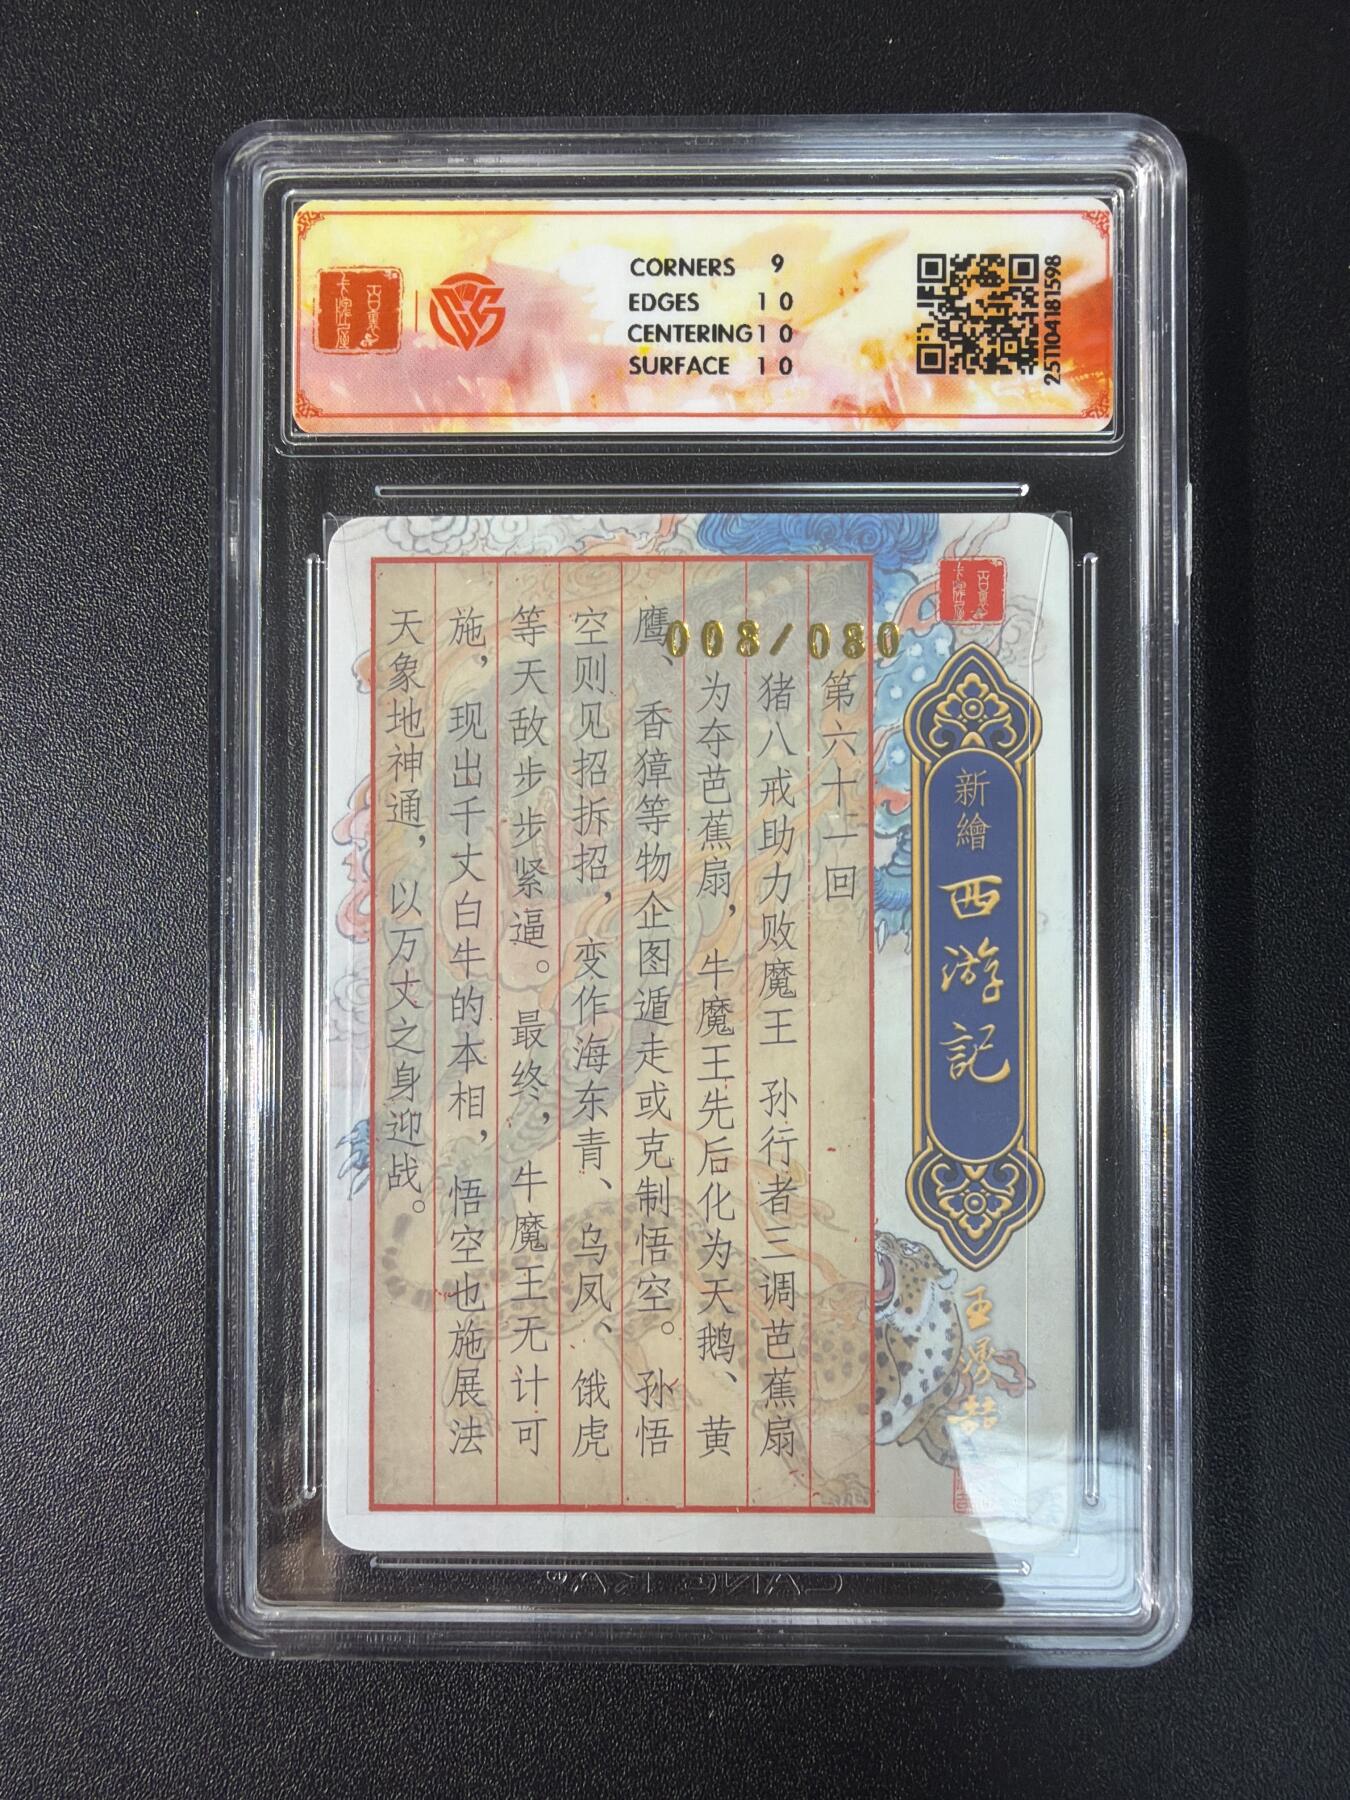 百里
卡牌屋
CORNERS 9
EDGES 10
CENTERING 10
SURFACE 10
25110418l598
008/080
第六十一回
猪八戒助力败魔王 孙行者三调芭蕉扇
为夺芭蕉扇，牛魔王先后化为天鹅、黄
鹰、香獐等物企图遁走或克制悟空。孙悟
空则见招拆招，变作海东青、乌凤、饿虎
等天敌步步紧逼。最终，牛魔王无计可
施，现出千丈白牛的本相，悟空也施展法
天象地神通，以万丈之身迎战。
新繪
西游記